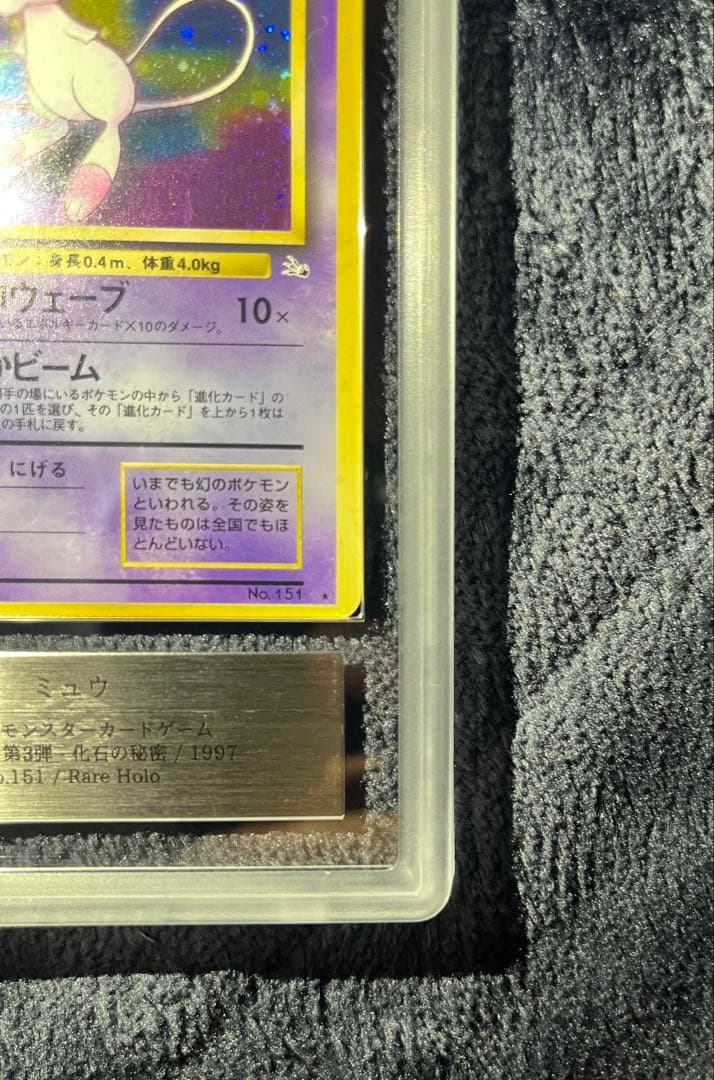 身長0.4m、体重4.0kg
ウェーブ 10×
いるエネルギーカード×10のダメージ。
ビーム
手の場にいるポケモンの中から「進化カード」の
の1匹を選び、その「進化カード」を上から1枚は
の手札に戻す。
にげる
いまでも幻のポケモン
といわれる。その姿を
見たものは全国でもほ
とんどいない。
No. 151 ★
ミュウ
モンスターカードゲーム
第3弾 化石の秘密 / 1997
o.151 / Rare Holo